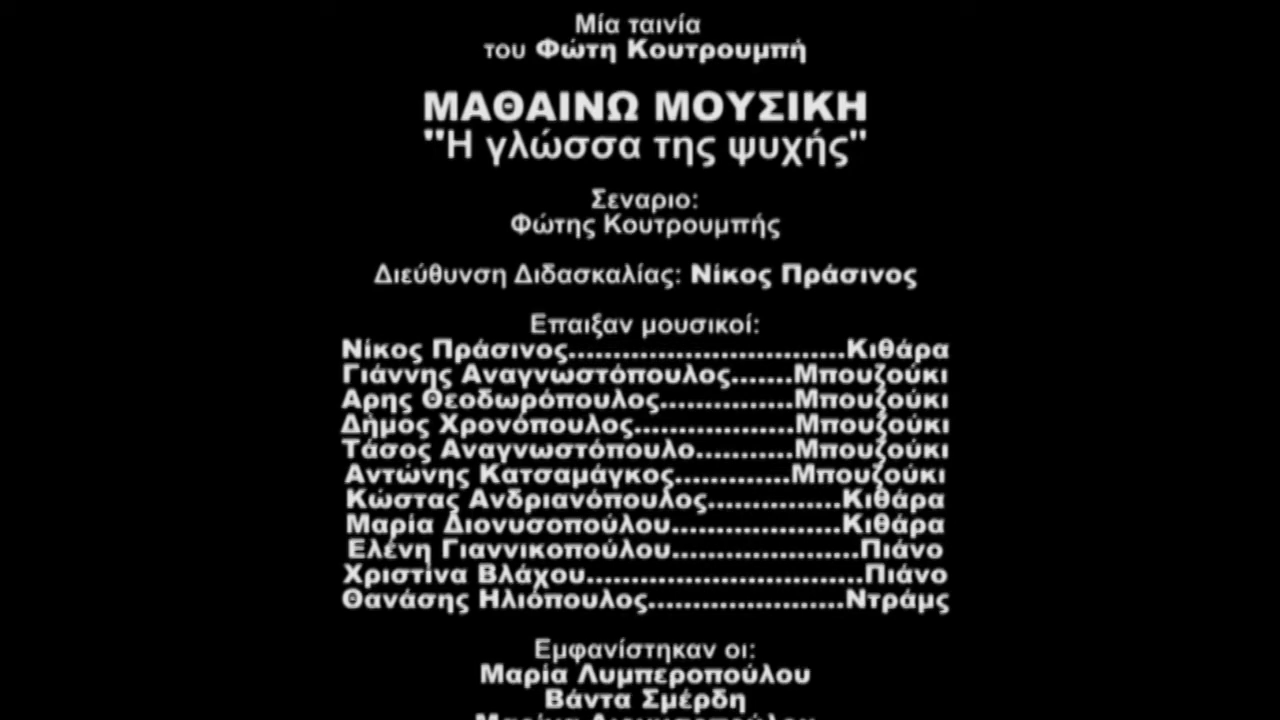 Μία ταινία
του Φώτη Κουτρουμπή
ΜΑΘΑΙΝΩ ΜΟΥΣΙΚΗ
"Η γλώσσα της ψυχής"
Σεναριο:
Φώτης Κουτρουμπής
Διεύθυνση Διδασκαλίας: Νίκος Πράσινος
Επαιξαν μουσικοί:
Νίκος Πράσινος...............................Κιθάρα
Γιάννης Αναγνωστόπουλος.......Μπουζούκι
Αρης Θεοδωρόπουλος...............Μπουζούκι
Δήμος Χρονόπουλος..................Μπουζούκι
Τάσος Αναγνωστόπουλο...........Μπουζούκι
Αντώνης Κατσαμάγκος.............Μπουζούκι
Κώστας Ανδριανόπουλος...............Κιθάρα
Μαρία Διονυσοπούλου...................Κιθάρα
Ελένη Γιαννικοπούλου.....................Πιάνο
Χριστίνα Βλάχου...............................Πιάνο
Θανάσης Ηλιόπουλος......................Ντράμς
Εμφανίστηκαν οι:
Μαρία Λυμπεροπούλου
Βάντα Σμέρδη